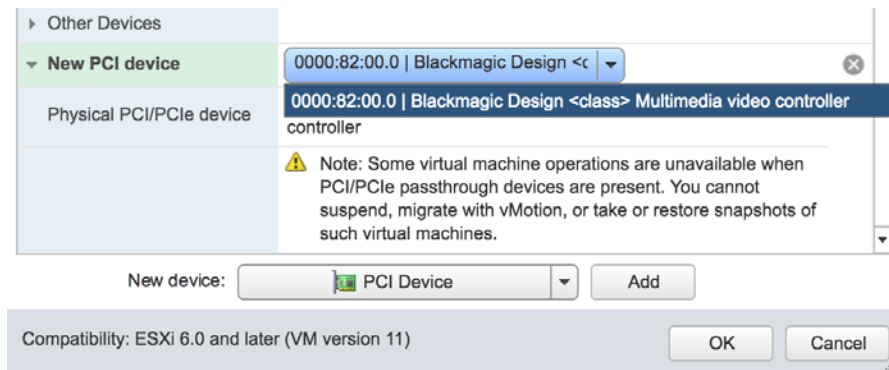 Other Devices
New PCI device
0000:82:00.0 | Blackmagic Design <c
0000:82:00.0 | Blackmagic Design <class> Multimedia video controller
Physical PCI/PCIe device
controller
Note: Some virtual machine operations are unavailable when
PCI/PCIe passthrough devices are present. You cannot
suspend, migrate with vMotion, or take or restore snapshots of
such virtual machines.
New device:
PCI Device
Add
Compatibility: ESXi 6.0 and later (VM version 11)
OK
Cancel